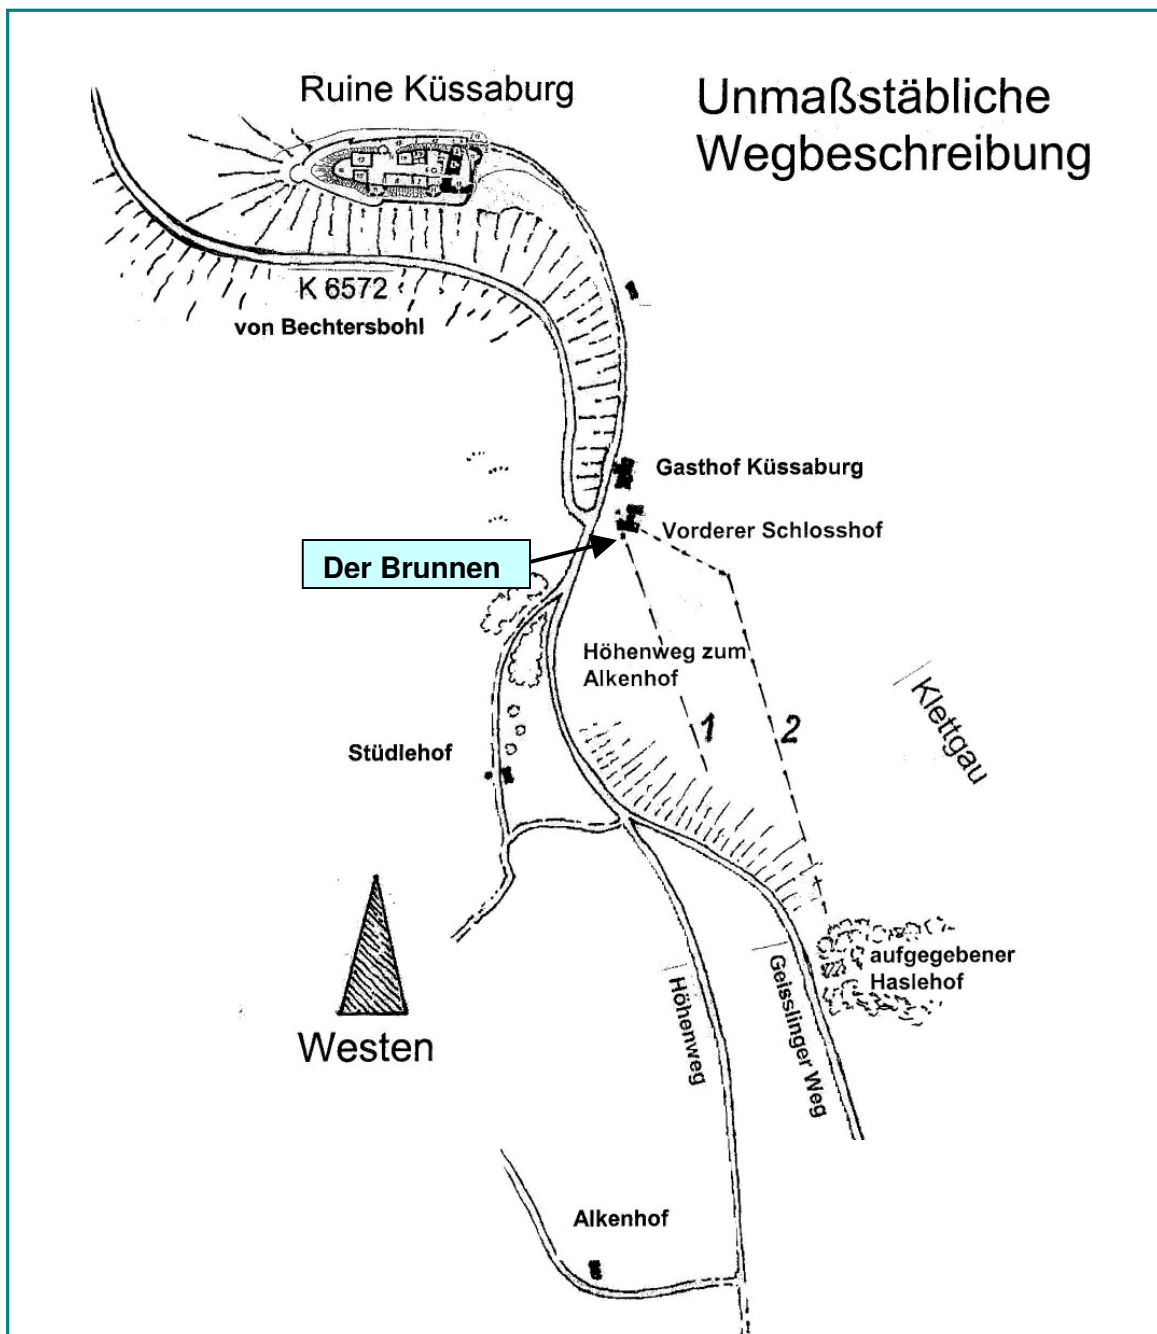 Ruine Küssaburg
Unmaßstäbliche
Wegbeschreibung
K 6572
von Bechtersbohl
Gasthof Küssaburg
Vorderer Schlosshof
Der Brunnen
Höhenweg zum
Alkenhof
1
2
Klettgau
Stüdlehof
aufgegebener
Haslehof
Westen
Höhenweg
Geisslinger Weg
Alkenhof